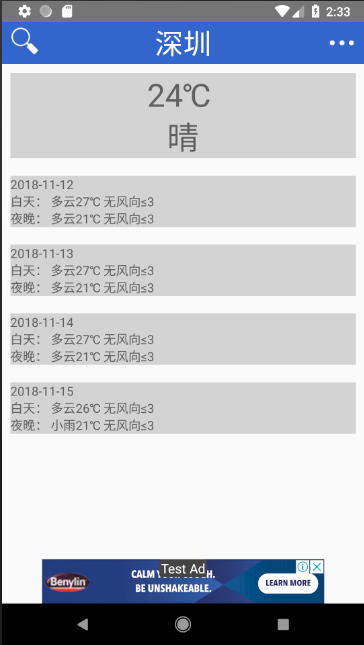 2:33
深圳
24℃
晴
2018-11-12
白天： 多云27℃ 无风向≤3
夜晚： 多云21℃ 无风向≤3
2018-11-13
白天： 多云27℃ 无风向≤3
夜晚： 多云21℃ 无风向≤3
2018-11-14
白天： 多云27℃ 无风向≤3
夜晚： 多云21℃ 无风向≤3
2018-11-15
白天： 多云26℃ 无风向≤3
夜晚： 小雨21℃ 无风向≤3
Test Ad
Benylin
CALM H.
BE UNSHAKEABLE.
LEARN MORE